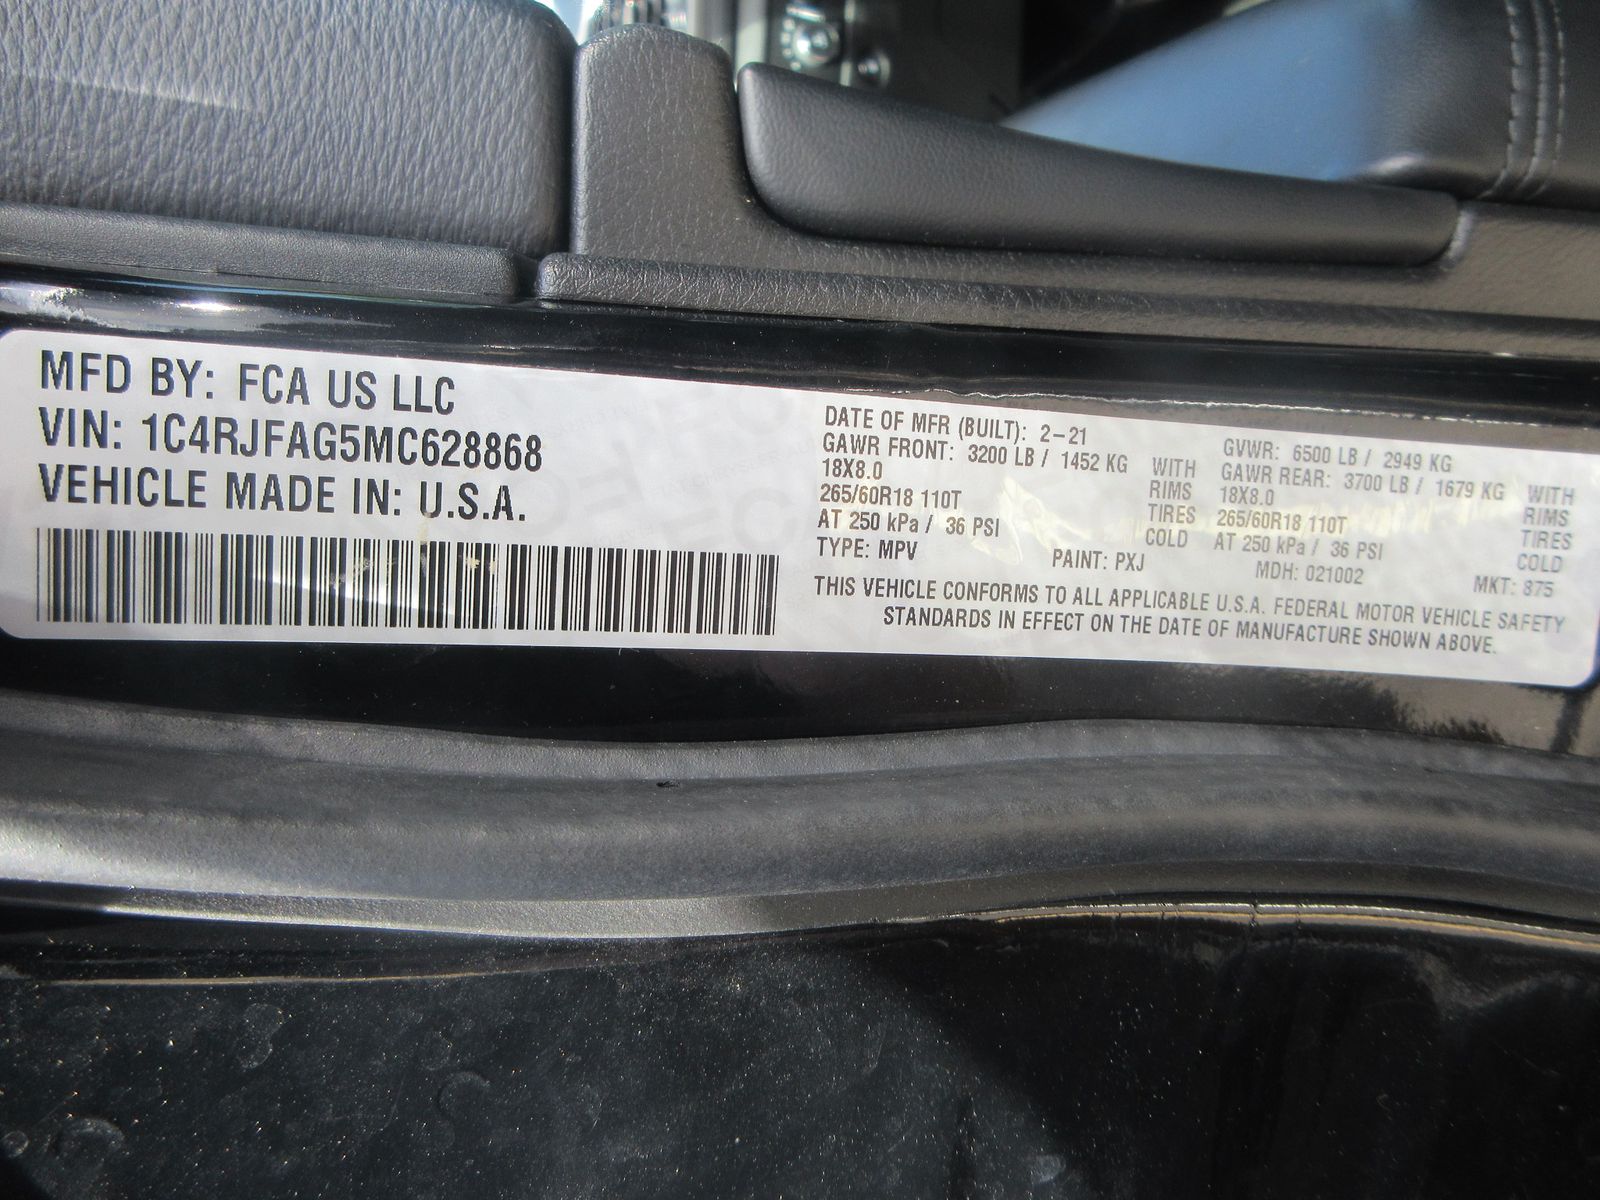 MFD BY: FCA US LLC
VIN: 1C4RJFAG5MC628868
VEHICLE MADE IN: U.S.A.
DATE OF MFR (BUILT): 2-21
GAWR FRONT: 3200 LB / 1452 KG WITH
18X8.0 RIMS
265/60R18 110T TIRES
AT 250 kPa / 36 PSI COLD
TYPE: MPV PAINT: PXJ
GVWR: 6500 LB / 2949 KG
GAWR REAR: 3700 LB / 1679 KG WITH
18X8.0 RIMS
265/60R18 110T TIRES
AT 250 kPa / 36 PSI COLD
MDH: 021002 MKT: 875
THIS VEHICLE CONFORMS TO ALL APPLICABLE U.S.A. FEDERAL MOTOR VEHICLE SAFETY
STANDARDS IN EFFECT ON THE DATE OF MANUFACTURE SHOWN ABOVE.